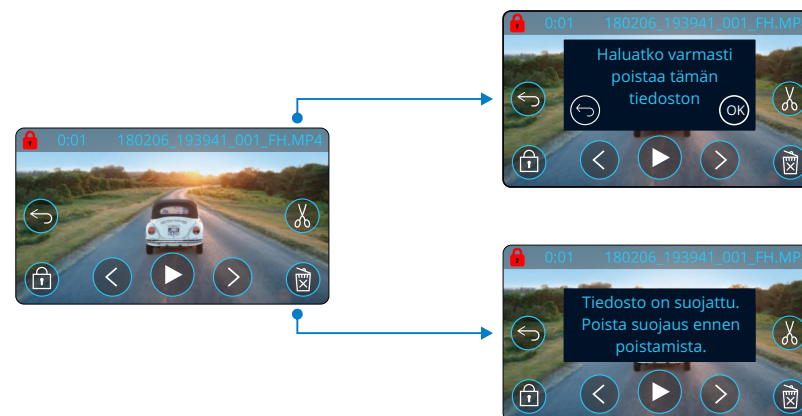 0:01 180206_193941_001_FH.MP4
0:01 180206_193941_001_FH.MP
Haluatko varmasti
poistaa tämän
tiedoston
OK
0:01 180206_193941_001_FH.MP
Tiedosto on suojattu.
Poista suojaus ennen
poistamista.